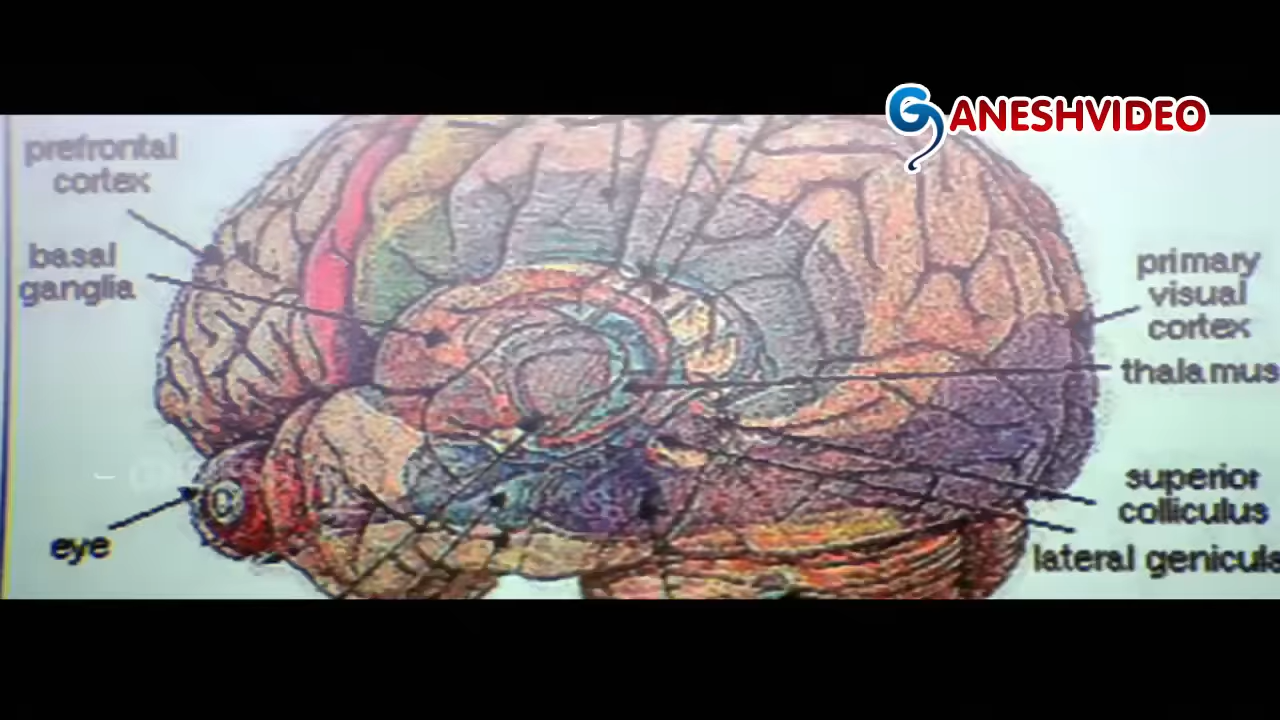 GANESHVIDEO
prefrontal
cortex
basal
ganglia
eye
primary
visual
cortex
thalamus
superior
colliculus
lateral genicula